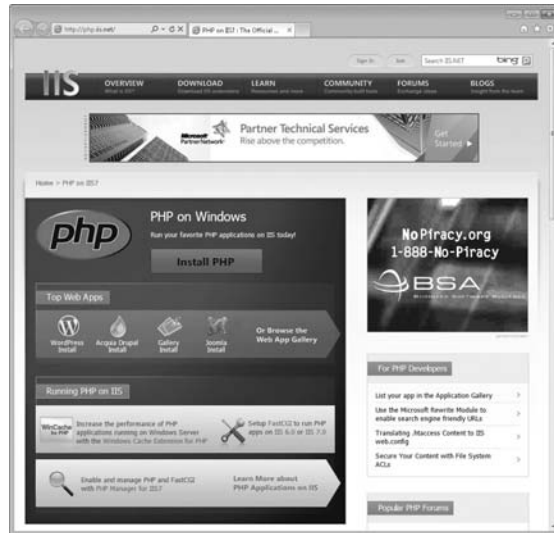 http://php.iis.net/
PHP on IIS7 : The Official ...
Sign In
Join
Search IIS.NET
bing
IIS
OVERVIEW
What is IIS?
DOWNLOAD
Download IIS extensions
LEARN
Resources and more
COMMUNITY
Community built tools
FORUMS
Exchange ideas
BLOGS
Insight from the team
Microsoft
PartnerNetwork
Partner Technical Services
Rise above the competition.
Get
Started
Home > PHP on IIS7
php
PHP on Windows
Run your favorite PHP applications on IIS today!
Install PHP
NoPiracy.org
1-888-No-Piracy
BSA
BUSINESS SOFTWARE ALLIANCE
Top Web Apps
WordPress
Install
Acquia Drupal
Install
Gallery
Install
Joomla
Install
Or Browse the
Web App Gallery
For PHP Developers
List your app in the Application Gallery
Use the Microsoft Rewrite Module to
enable search engine friendly URLs
Translating .htaccess Content to IIS
web.config
Secure Your Content with File System
ACLs
Running PHP on IIS
WinCache
for PHP
Increase the performance of PHP
applications running on Windows Server
with the Windows Cache Extension for PHP
Setup FastCGI to run PHP
apps on IIS 6.0 or IIS 7.0
Enable and manage PHP and FastCGI
with PHP Manager for IIS7
Learn More about
PHP Applications on IIS
Popular PHP Forums